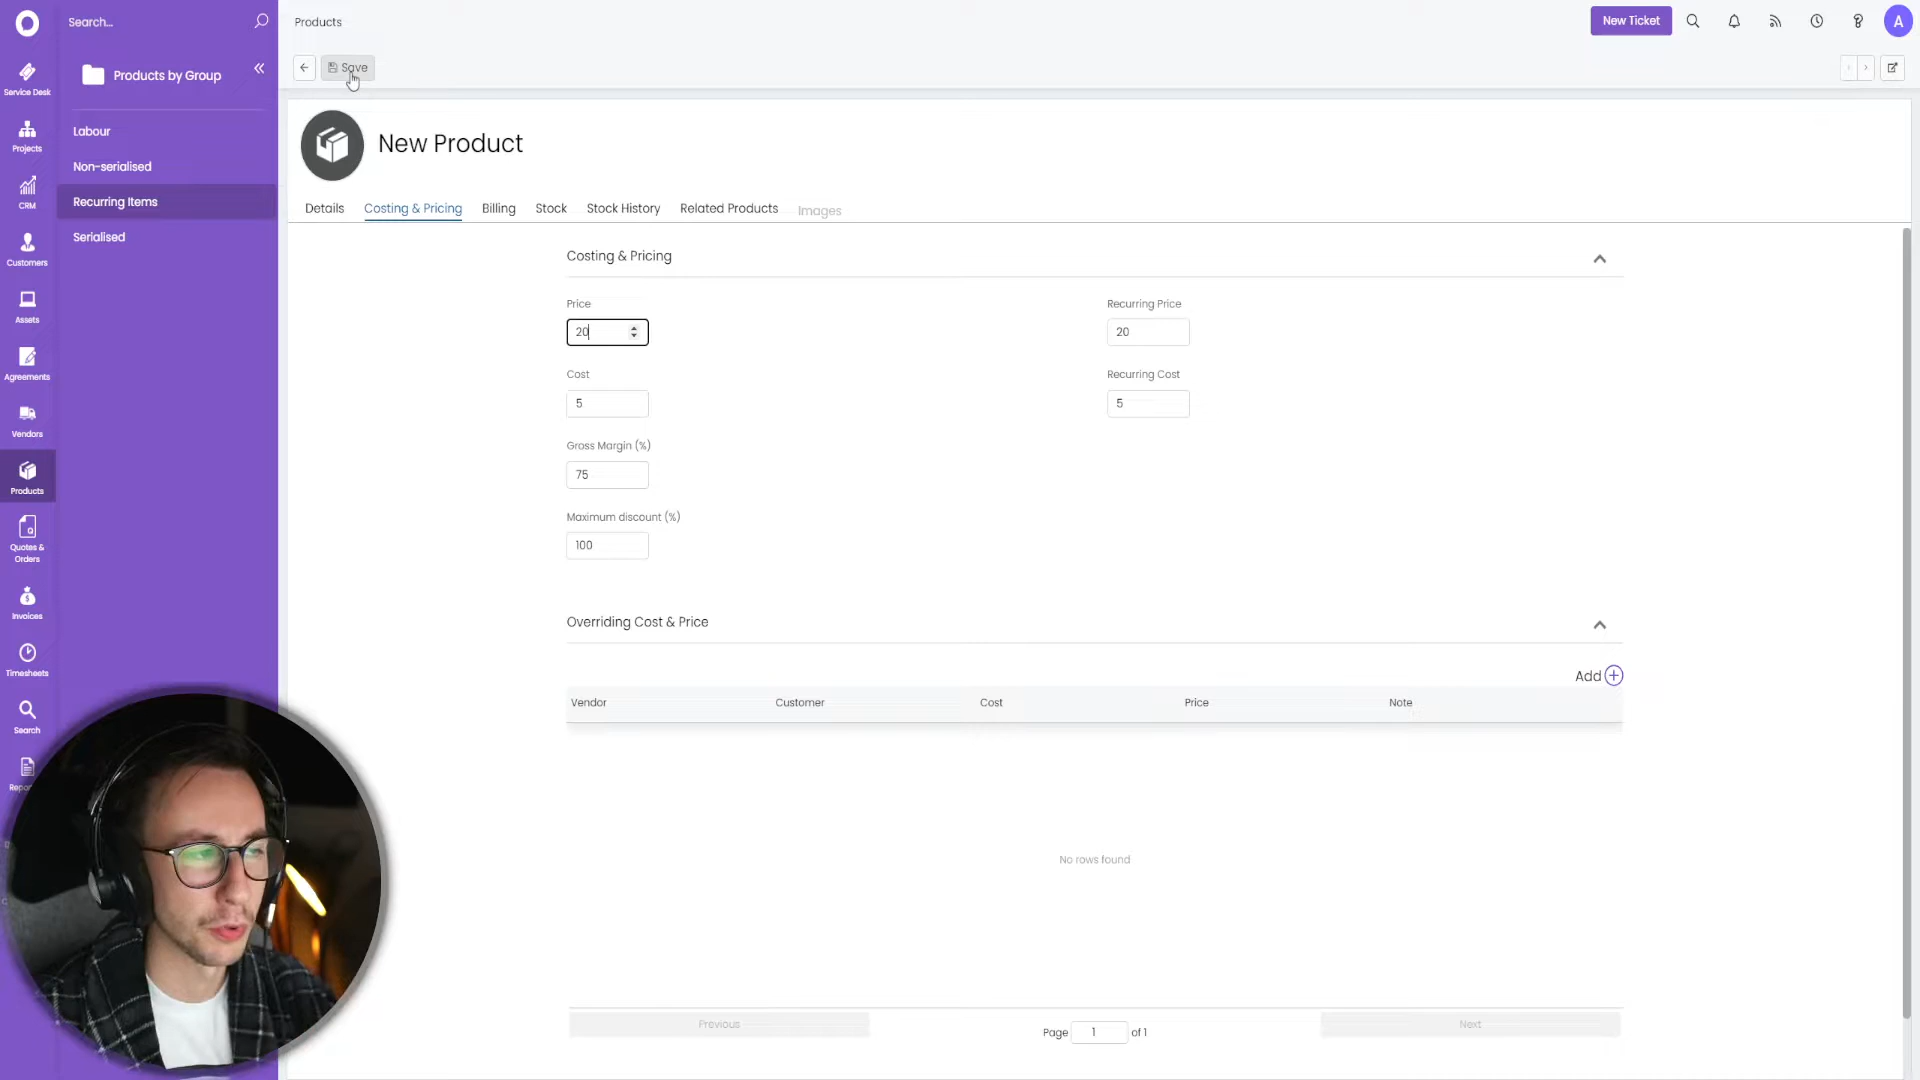 Search...
Products
New Ticket
A
Save
Service Desk
Projects
CRM
Customers
Assets
Agreements
Vendors
Products
Quotes &
Orders
Invoices
Timesheets
Search
Products by Group
Labour
Non-serialised
Recurring Items
Serialised
New Product
Details
Costing & Pricing
Billing
Stock
Stock History
Related Products
Images
Costing & Pricing
Price
20
Recurring Price
20
Cost
5
Recurring Cost
5
Gross Margin (%)
75
Maximum discount (%)
100
Overriding Cost & Price
Add
Vendor
Customer
Cost
Price
Note
No rows found
Previous
Page 1 of 1
Next